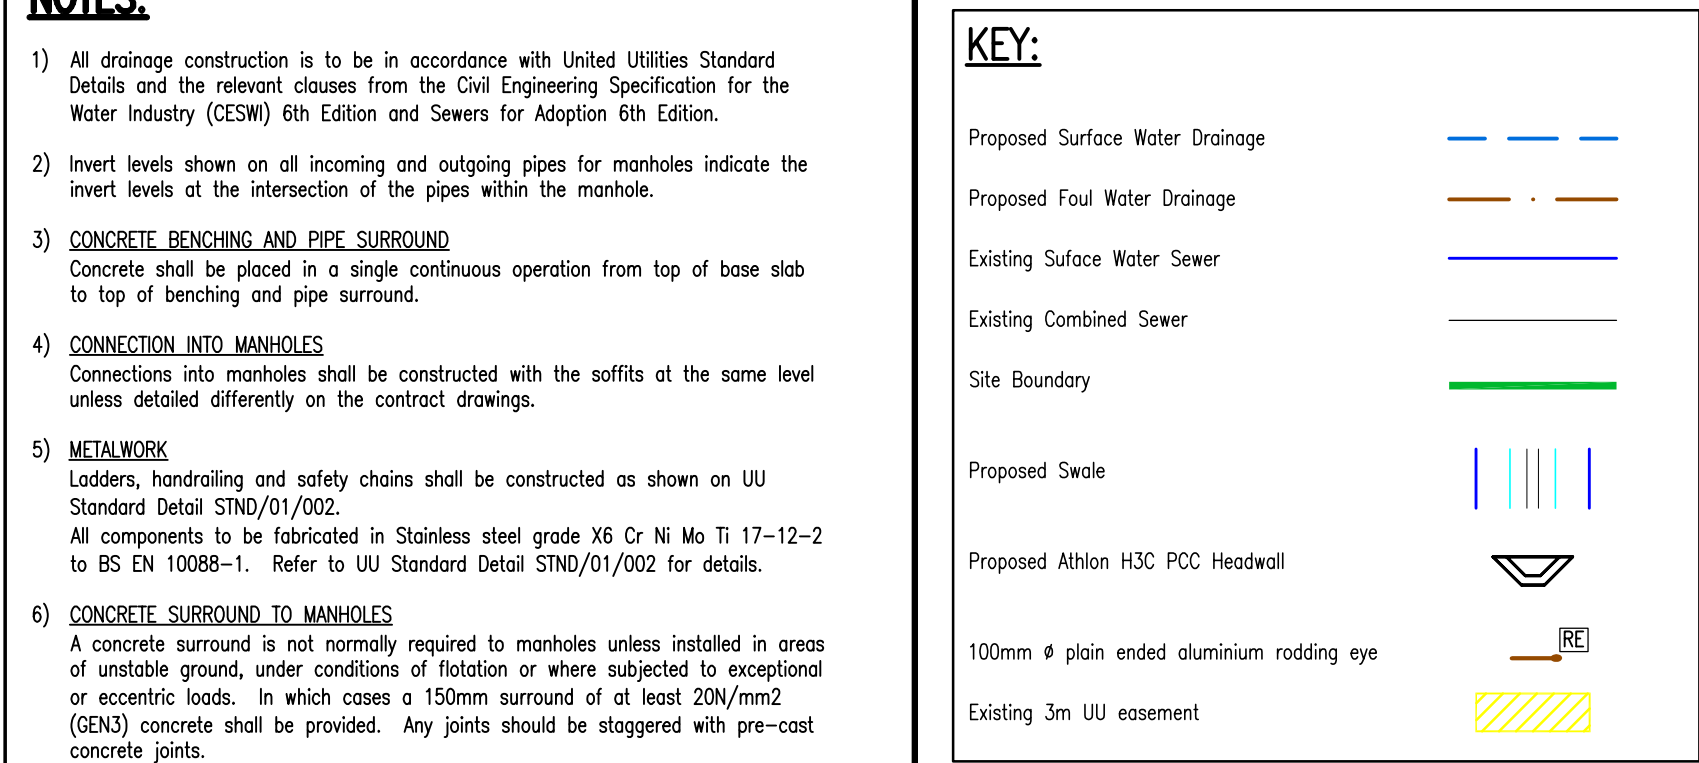 NOTES:
1) All drainage construction is to be in accordance with United Utilities Standard
Details and the relevant clauses from the Civil Engineering Specification for the
Water Industry (CESWI) 6th Edition and Sewers for Adoption 6th Edition.
2) Invert levels shown on all incoming and outgoing pipes for manholes indicate the
invert levels at the intersection of the pipes within the manhole.
3) CONCRETE BENCHING AND PIPE SURROUND
Concrete shall be placed in a single continuous operation from top of base slab
to top of benching and pipe surround.
4) CONNECTION INTO MANHOLES
Connections into manholes shall be constructed with the soffits at the same level
unless detailed differently on the contract drawings.
5) METALWORK
Ladders, handrailing and safety chains shall be constructed as shown on UU
Standard Detail STND/01/002.
All components to be fabricated in Stainless steel grade X6 Cr Ni Mo Ti 17-12-2
to BS EN 10088-1. Refer to UU Standard Detail STND/01/002 for details.
6) CONCRETE SURROUND TO MANHOLES
A concrete surround is not normally required to manholes unless installed in areas
of unstable ground, under conditions of flotation or where subjected to exceptional
or eccentric loads. In which cases a 150mm surround of at least 20N/mm2
(GEN3) concrete shall be provided. Any joints should be staggered with pre-cast
concrete joints.
KEY:
Proposed Surface Water Drainage
Proposed Foul Water Drainage
Existing Suface Water Sewer
Existing Combined Sewer
Site Boundary
Proposed Swale
Proposed Athlon H3C PCC Headwall
100mm ø plain ended aluminium rodding eye
RE
Existing 3m UU easement